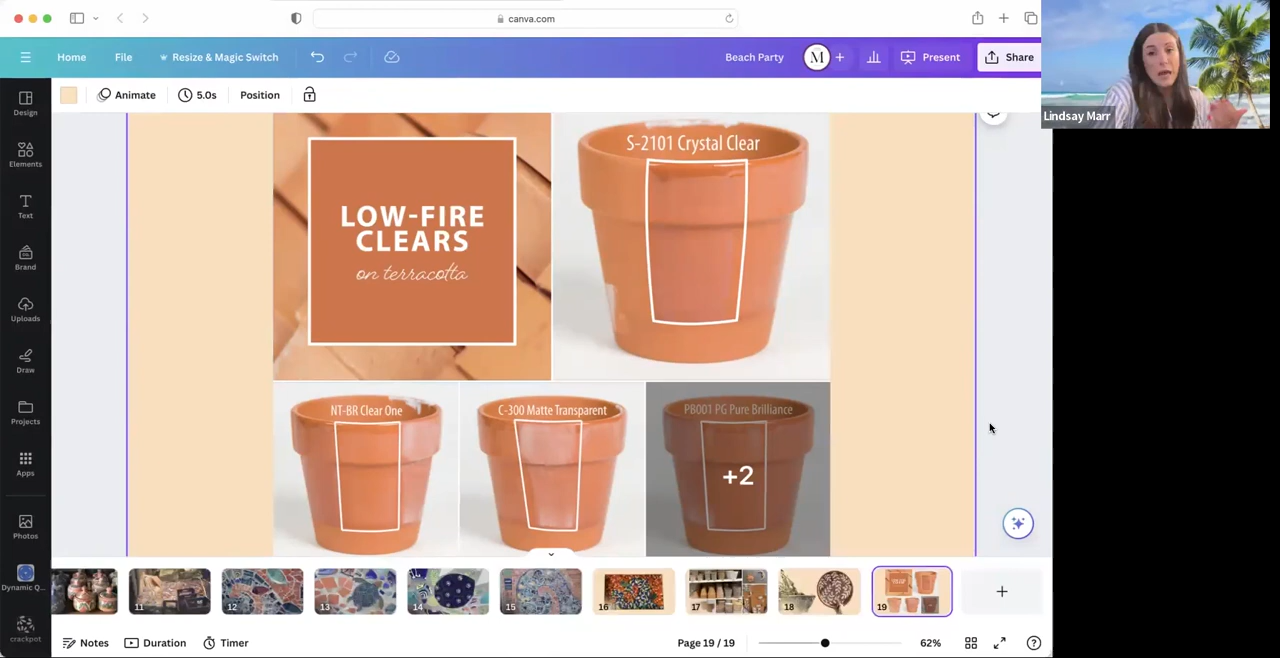 canva.com
Home
File
Resize & Magic Switch
Beach Party
M
Present
Share
Lindsay Marr
Animate
5.0s
Position
Design
Elements
Text
Brand
Uploads
Draw
Projects
Apps
Photos
Dynamic Q...
crackpot
LOW-FIRE
CLEARS
on terracotta
S-2101 Crystal Clear
NT-BR Clear One
C-300 Matte Transparent
PB001 PG Pure Brilliance
+2
11
12
13
14
15
16
17
18
19
Notes
Duration
Timer
Page 19 / 19
62%